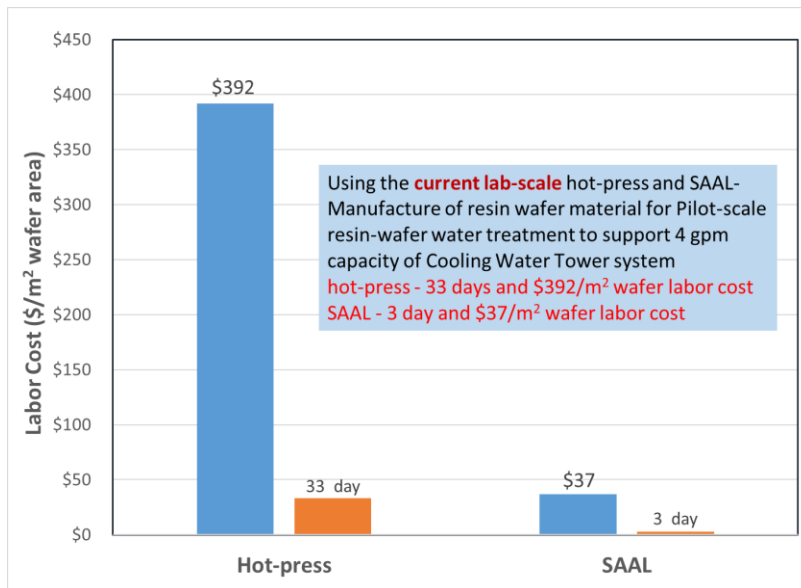 $450
$400
$350
$300
$250
$200
$150
$100
$50
$0
Labor Cost ($/m² wafer area)
$392
33 day
$37
3 day
Using the current lab-scale hot-press and SAAL-
Manufacture of resin wafer material for Pilot-scale
resin-wafer water treatment to support 4 gpm
capacity of Cooling Water Tower system
hot-press - 33 days and $392/m² wafer labor cost
SAAL - 3 day and $37/m² wafer labor cost
Hot-press
SAAL